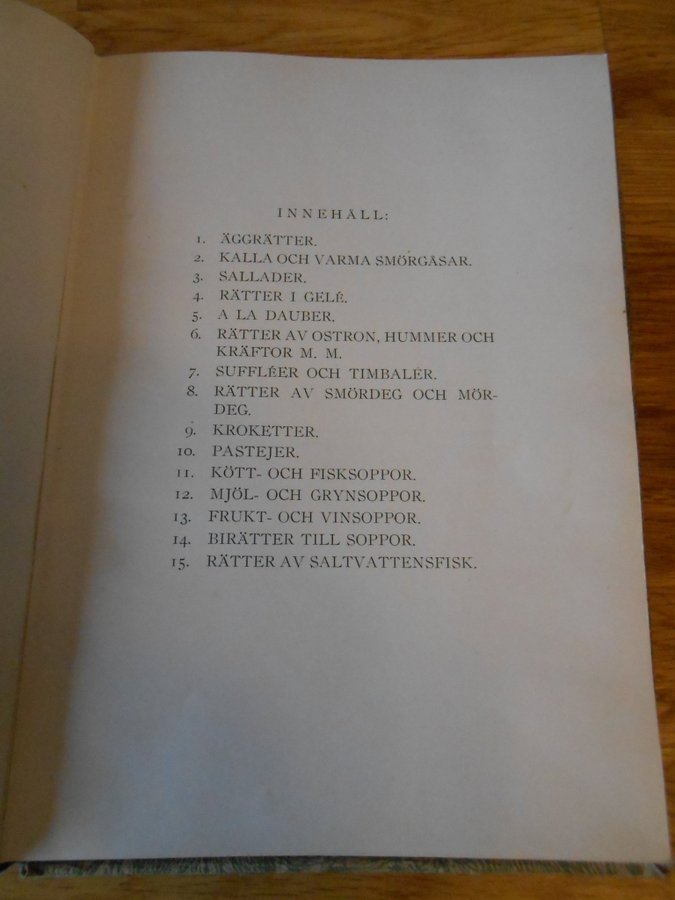 INNEHÅLL:
1. ÄGGRÄTTER.
2. KALLA OCH VARMA SMÖRGÅSAR.
3. SALLADER.
4. RÄTTER I GELÉ.
5. A LA DAUBER.
6. RÄTTER AV OSTRON, HUMMER OCH
KRÄFTOR M. M.
7. SUFFLÉER OCH TIMBALER.
8. RÄTTER AV SMÖRDEG OCH MÖR-
DEG.
9. KROKETTER.
10. PASTEJER.
11. KÖTT- OCH FISKSOPPOR.
12. MJÖL- OCH GRYNSOPPOR.
13. FRUKT- OCH VINSOPPOR.
14. BIRÄTTER TILL SOPPOR.
15. RÄTTER AV SALTVATTENSFISK.